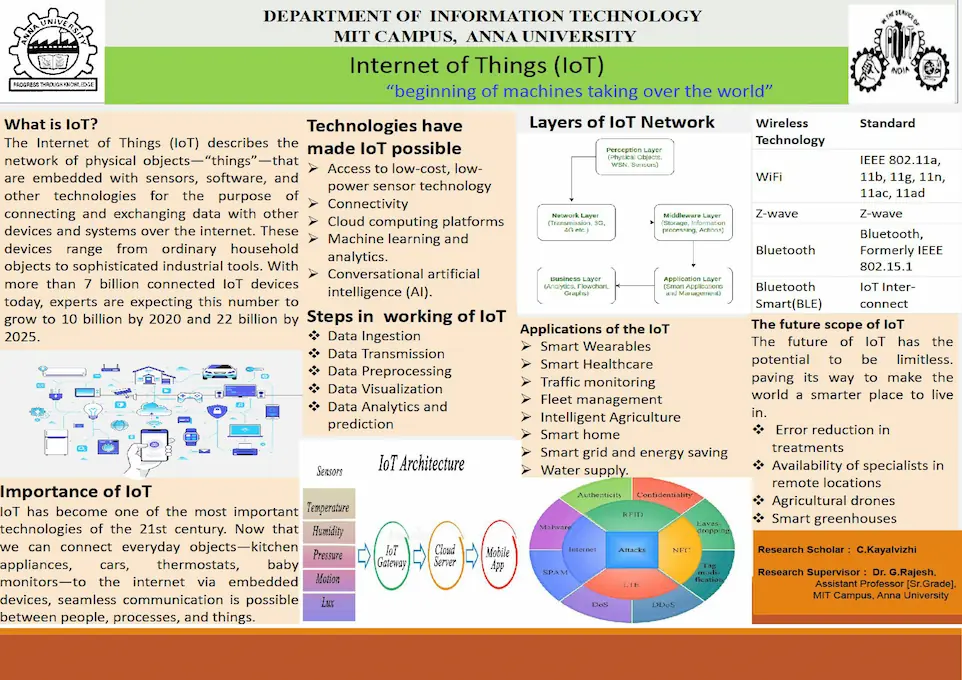 DEPARTMENT OF INFORMATION TECHNOLOGY
MIT CAMPUS, ANNA UNIVERSITY
Internet of Things (IoT)
“beginning of machines taking over the world”
ANNA UNIVERSITY
PROGRESS THROUGH KNOWLEDGE
IN THE SERVICE OF
INDIA
What is IoT?
The Internet of Things (IoT) describes the
network of physical objects—“things”—that
are embedded with sensors, software, and
other technologies for the purpose of
connecting and exchanging data with other
devices and systems over the internet. These
devices range from ordinary household
objects to sophisticated industrial tools. With
more than 7 billion connected IoT devices
today, experts are expecting this number to
grow to 10 billion by 2020 and 22 billion by
2025.
Importance of IoT
IoT has become one of the most important
technologies of the 21st century. Now that
we can connect everyday objects—kitchen
appliances, cars, thermostats, baby
monitors—to the internet via embedded
devices, seamless communication is possible
between people, processes, and things.
Technologies have
made IoT possible
➢ Access to low-cost, low-
power sensor technology
➢ Connectivity
➢ Cloud computing platforms
➢ Machine learning and
analytics.
➢ Conversational artificial
intelligence (AI).
Steps in working of IoT
❖ Data Ingestion
❖ Data Transmission
❖ Data Preprocessing
❖ Data Visualization
❖ Data Analytics and
prediction
IoT Architecture
Sensors
Temperature
Humidity
Pressure
Motion
Lux
IoT
Gateway
Cloud
Server
Mobile
App
Layers of IoT Network
Perception Layer
(Physical Objects,
WSN, Sensors)
Network Layer
(Transmission, 3G,
4G etc.)
Middleware Layer
(Storage, Information
processing, Actions)
Business Layer
(Analytics, Flowchart,
Graphs)
Application Layer
(Smart Applications
and Management)
Applications of the IoT
➢ Smart Wearables
➢ Smart Healthcare
➢ Traffic monitoring
➢ Fleet management
➢ Intelligent Agriculture
➢ Smart home
➢ Smart grid and energy saving
➢ Water supply.
Authenticity
Confidentiality
Malware
RFID
Eaves-
dropping
Internet
Attacks
NFC
SPAM
LTE
Tag
modi-
fication
DoS
DDoS
Wireless
Technology
Standard
WiFi
IEEE 802.11a,
11b, 11g, 11n,
11ac, 11ad
Z-wave
Z-wave
Bluetooth
Bluetooth,
Formerly IEEE
802.15.1
Bluetooth
Smart(BLE)
IoT Inter-
connect
The future scope of IoT
The future of IoT has the
potential to be limitless.
paving its way to make the
world a smarter place to live
in.
❖ Error reduction in
treatments
❖ Availability of specialists in
remote locations
❖ Agricultural drones
❖ Smart greenhouses
Research Scholar : C.Kayalvizhi
Research Supervisor : Dr. G.Rajesh,
Assistant Professor [Sr.Grade],
MIT Campus, Anna University